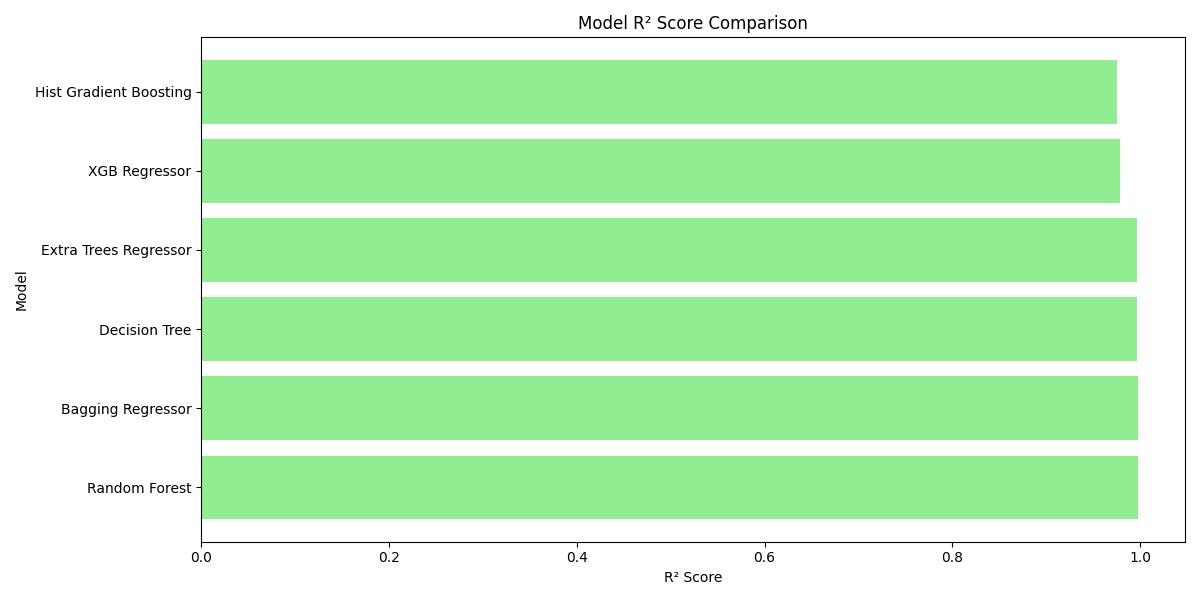 Model R² Score Comparison
Hist Gradient Boosting
XGB Regressor
Extra Trees Regressor
Decision Tree
Bagging Regressor
Random Forest
Model
0.0 0.2 0.4 0.6 0.8 1.0
R² Score